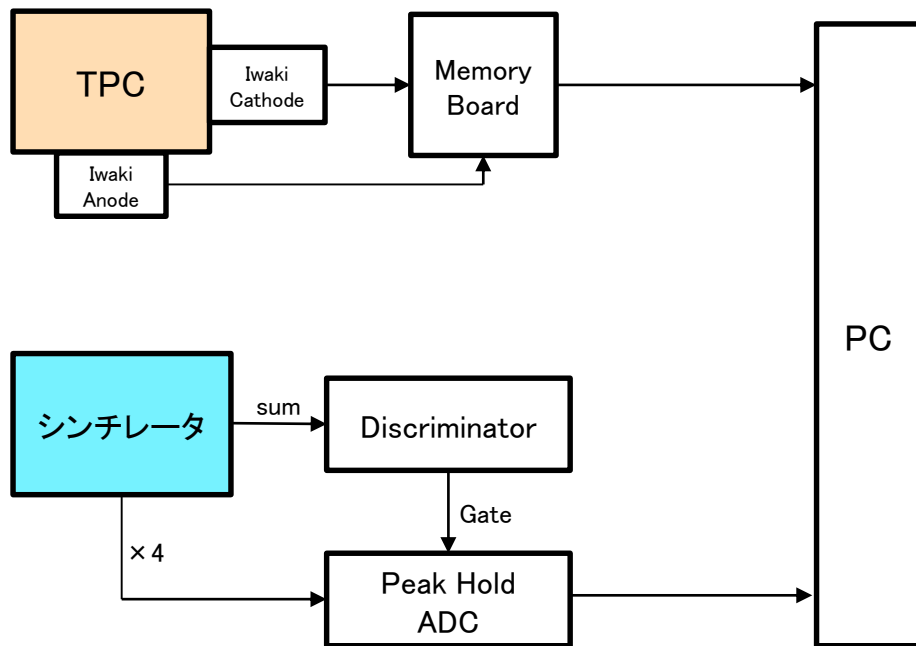 TPC
Iwaki
Cathode
Memory
Board
Iwaki
Anode
PC
シンチレータ
sum
Discriminator
Gate
×4
Peak Hold
ADC